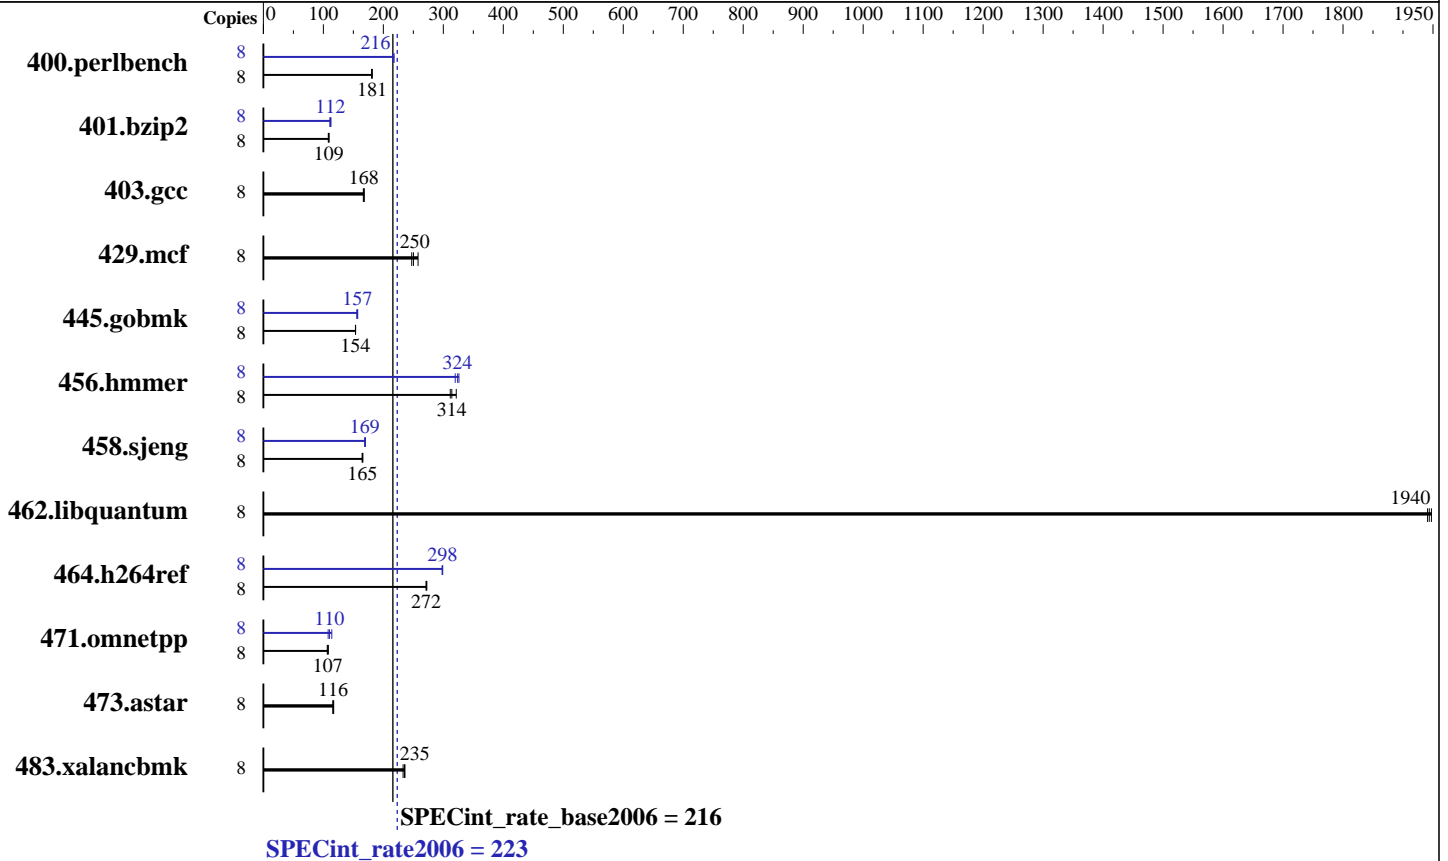 Copies 0 100 200 300 400 500 600 700 800 900 1000 1100 1200 1300 1400 1500 1600 1700 1800 1950
400.perlbench 8 216
8 181
401.bzip2 8 112
8 109
403.gcc 8 168
429.mcf 8 250
445.gobmk 8 157
8 154
456.hmmer 8 324
8 314
458.sjeng 8 169
8 165
462.libquantum 8 1940
464.h264ref 8 298
8 272
471.omnetpp 8 110
8 107
473.astar 8 116
483.xalancbmk 8 235
SPECint_rate_base2006 = 216
SPECint_rate2006 = 223